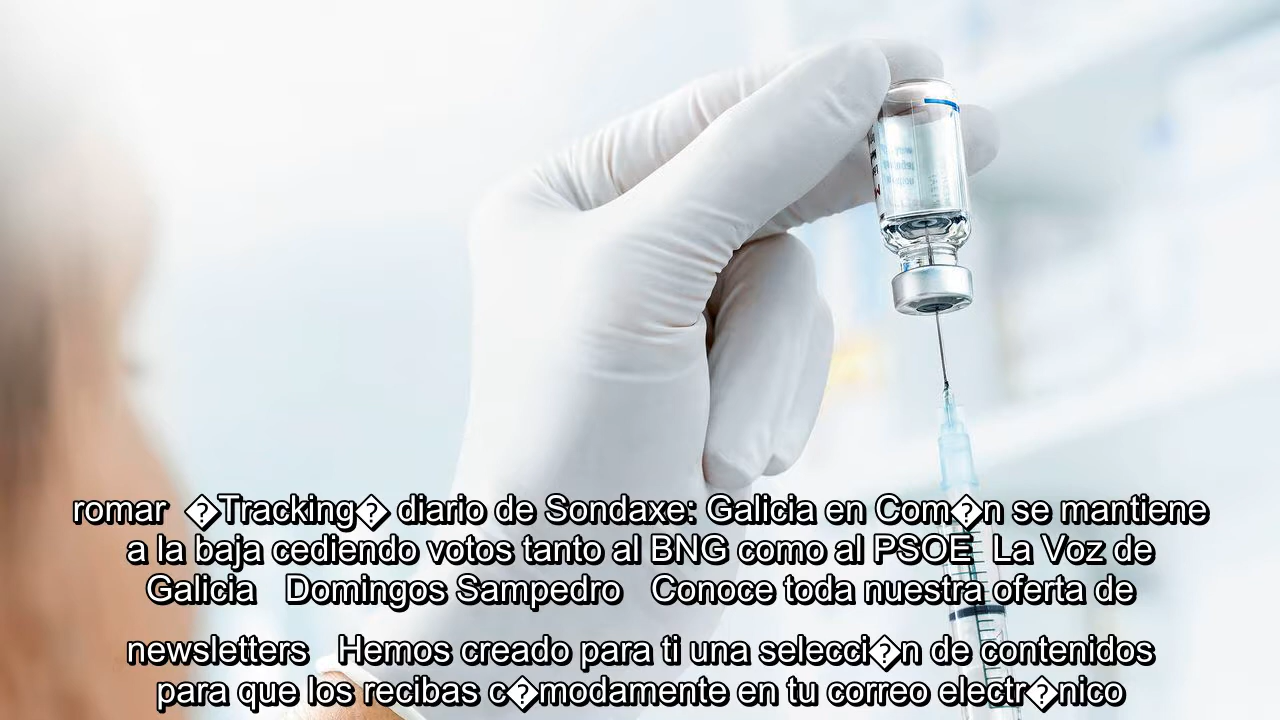 romar �Tracking� diario de Sondaxe: Galicia en Com�n se mantiene
a la baja cediendo votos tanto al BNG como al PSOE La Voz de
Galicia Domingos Sampedro Conoce toda nuestra oferta de
newsletters Hemos creado para ti una selecci�n de contenidos
para que los recibas c�modamente en tu correo electr�nico